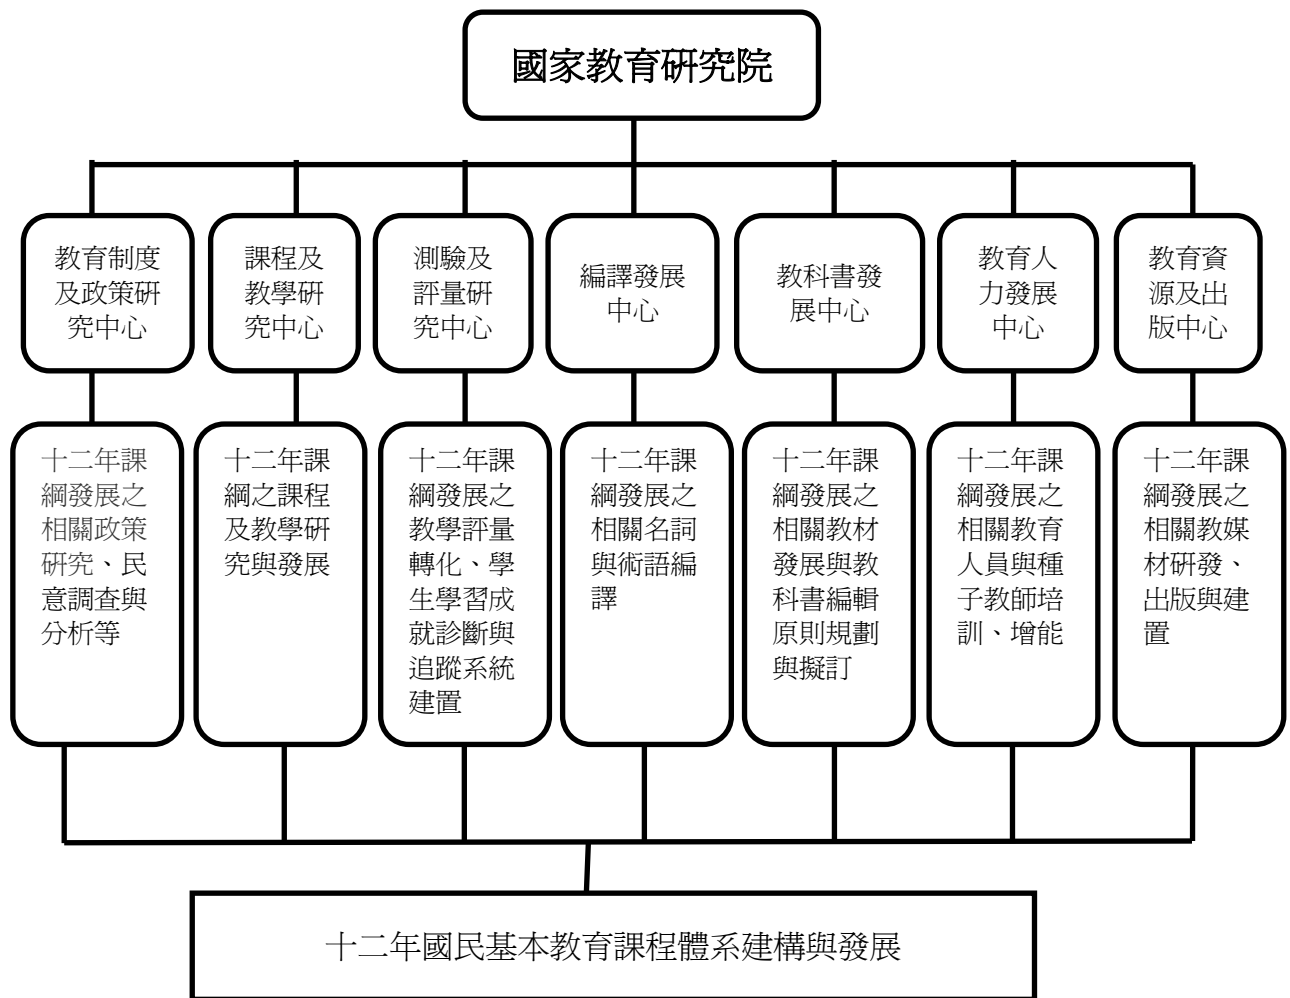 國家教育研究院
教育制度
及政策研
究中心
課程及
教學研
究中心
測驗及
評量研
究中心
編譯發展
中心
教科書發
展中心
教育人
力發展
中心
教育資
源及出
版中心
十二年課
綱發展之
相關政策
研究、民
意調查與
分析等
十二年課
綱之課程
及教學研
究與發展
十二年課
綱發展之
教學評量
轉化、學
生學習成
就診斷與
追蹤系統
建置
十二年課
綱發展之
相關名詞
與術語編
譯
十二年課
綱發展之
相關教材
發展與教
科書編輯
原則規劃
與擬訂
十二年課
綱發展之
相關教育
人員與種
子教師培
訓、增能
十二年課
綱發展之
相關教媒
材研發、
出版與建
置
十二年國民基本教育課程體系建構與發展